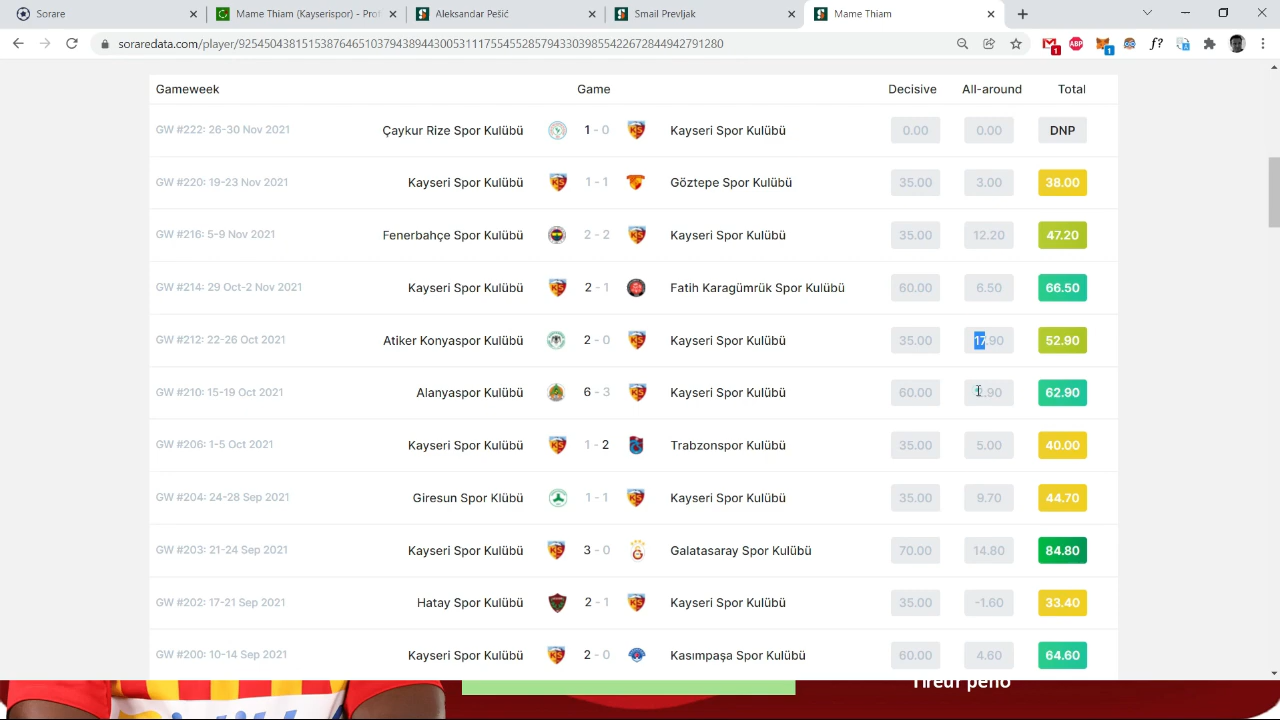 Sorare
Mame Thiam (Kayserispor) - Prof
Aleksandar Pešić
Smail Prevljak
Mame Thiam
Gameweek Game Decisive All-around Total
GW #222: 26-30 Nov 2021 Çaykur Rize Spor Kulübü 1 - 0 Kayseri Spor Kulübü 0.00 0.00 DNP
GW #220: 19-23 Nov 2021 Kayseri Spor Kulübü 1 - 1 Göztepe Spor Kulübü 35.00 3.00 38.00
GW #216: 5-9 Nov 2021 Fenerbahçe Spor Kulübü 2 - 2 Kayseri Spor Kulübü 35.00 12.20 47.20
GW #214: 29 Oct-2 Nov 2021 Kayseri Spor Kulübü 2 - 1 Fatih Karagümrük Spor Kulübü 60.00 6.50 66.50
GW #212: 22-26 Oct 2021 Atiker Konyaspor Kulübü 2 - 0 Kayseri Spor Kulübü 35.00 17.90 52.90
GW #210: 15-19 Oct 2021 Alanyaspor Kulübü 6 - 3 Kayseri Spor Kulübü 60.00 2.90 62.90
GW #206: 1-5 Oct 2021 Kayseri Spor Kulübü 1 - 2 Trabzonspor Kulübü 35.00 5.00 40.00
GW #204: 24-28 Sep 2021 Giresun Spor Klübü 1 - 1 Kayseri Spor Kulübü 35.00 9.70 44.70
GW #203: 21-24 Sep 2021 Kayseri Spor Kulübü 3 - 0 Galatasaray Spor Kulübü 70.00 14.80 84.80
GW #202: 17-21 Sep 2021 Hatay Spor Kulübü 2 - 1 Kayseri Spor Kulübü 35.00 -1.60 33.40
GW #200: 10-14 Sep 2021 Kayseri Spor Kulübü 2 - 0 Kasımpaşa Spor Kulübü 60.00 4.60 64.60
Tireur péno